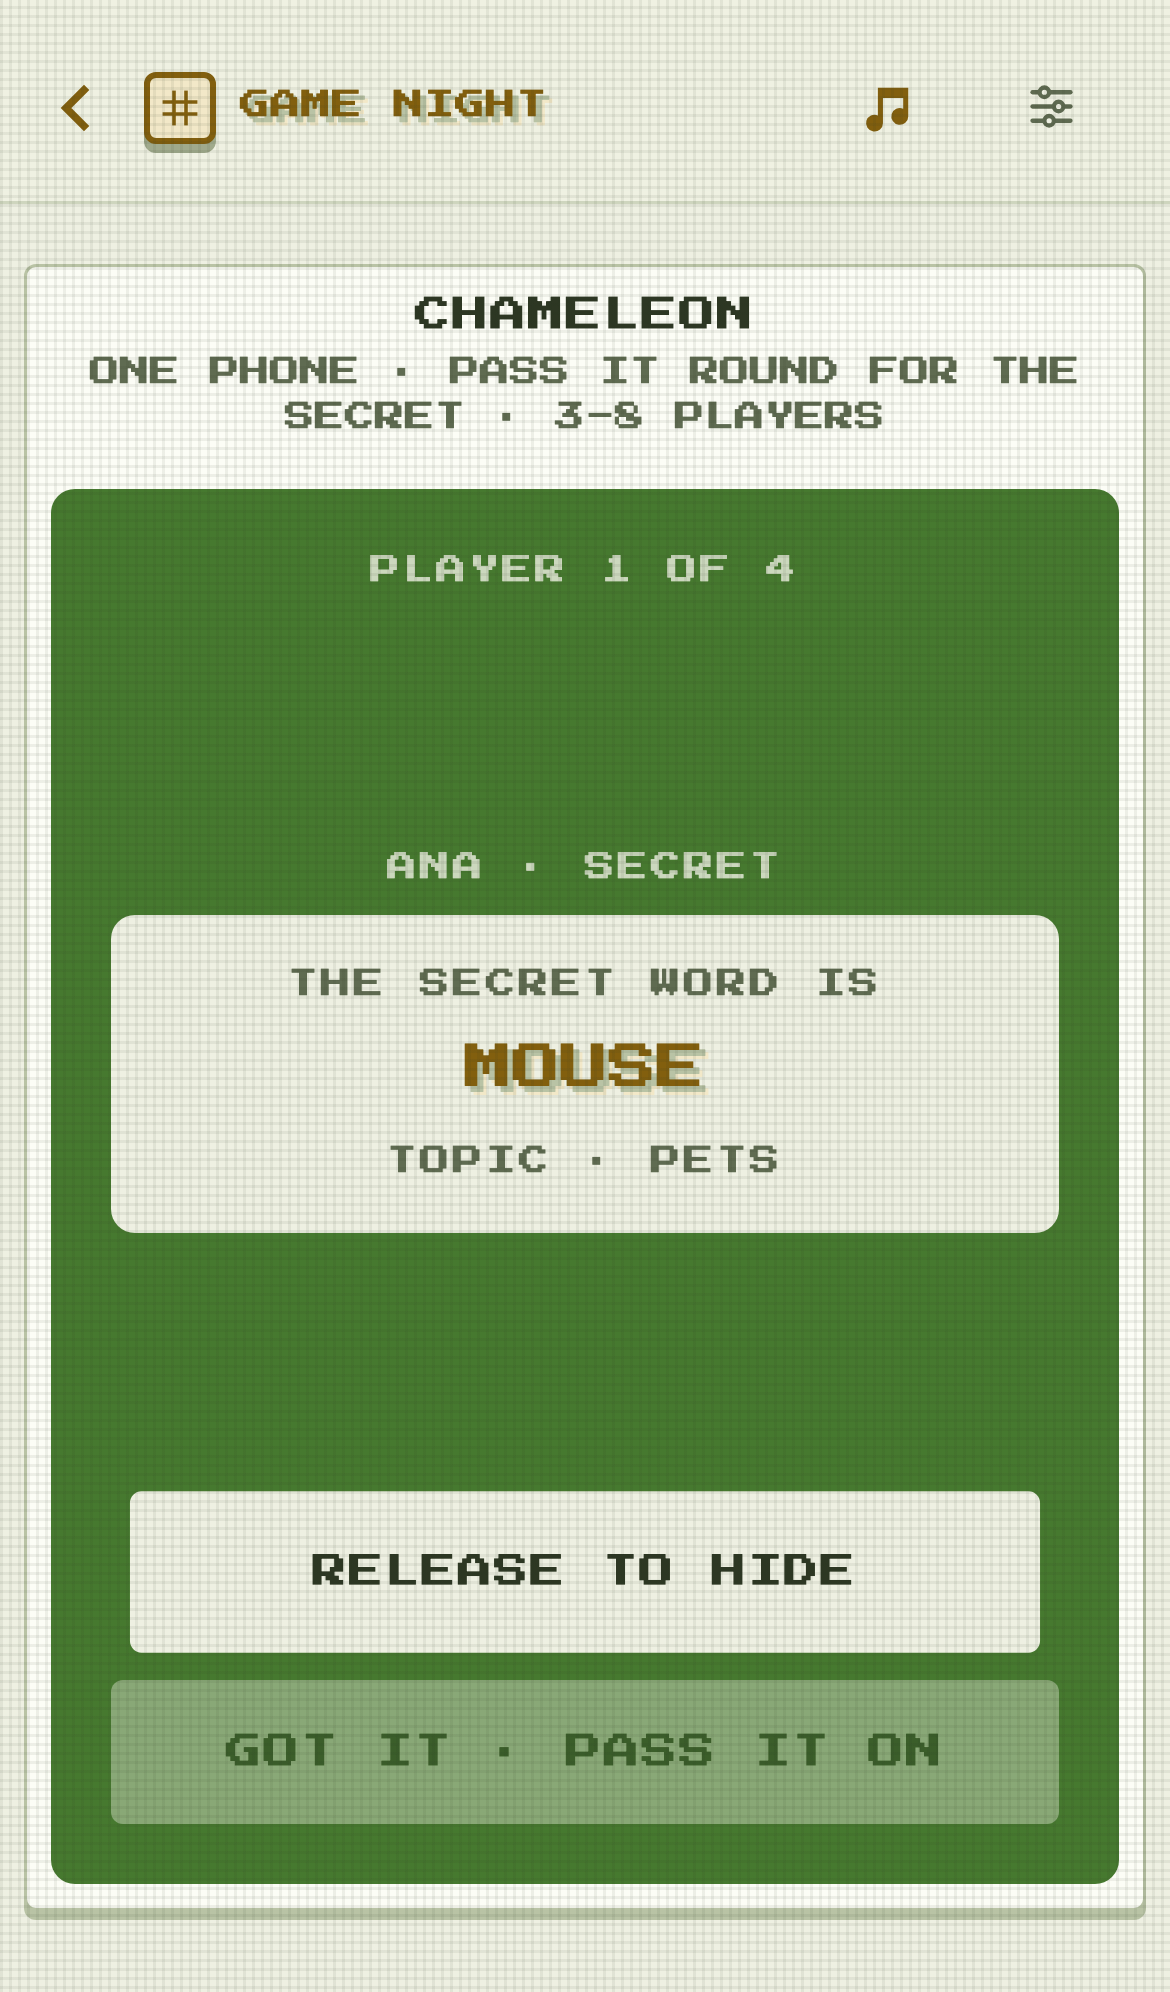 GAME NIGHT
CHAMELEON
ONE PHONE · PASS IT ROUND FOR THE
SECRET · 3-8 PLAYERS
PLAYER 1 OF 4
ANA · SECRET
THE SECRET WORD IS
MOUSE
TOPIC · PETS
RELEASE TO HIDE
GOT IT · PASS IT ON